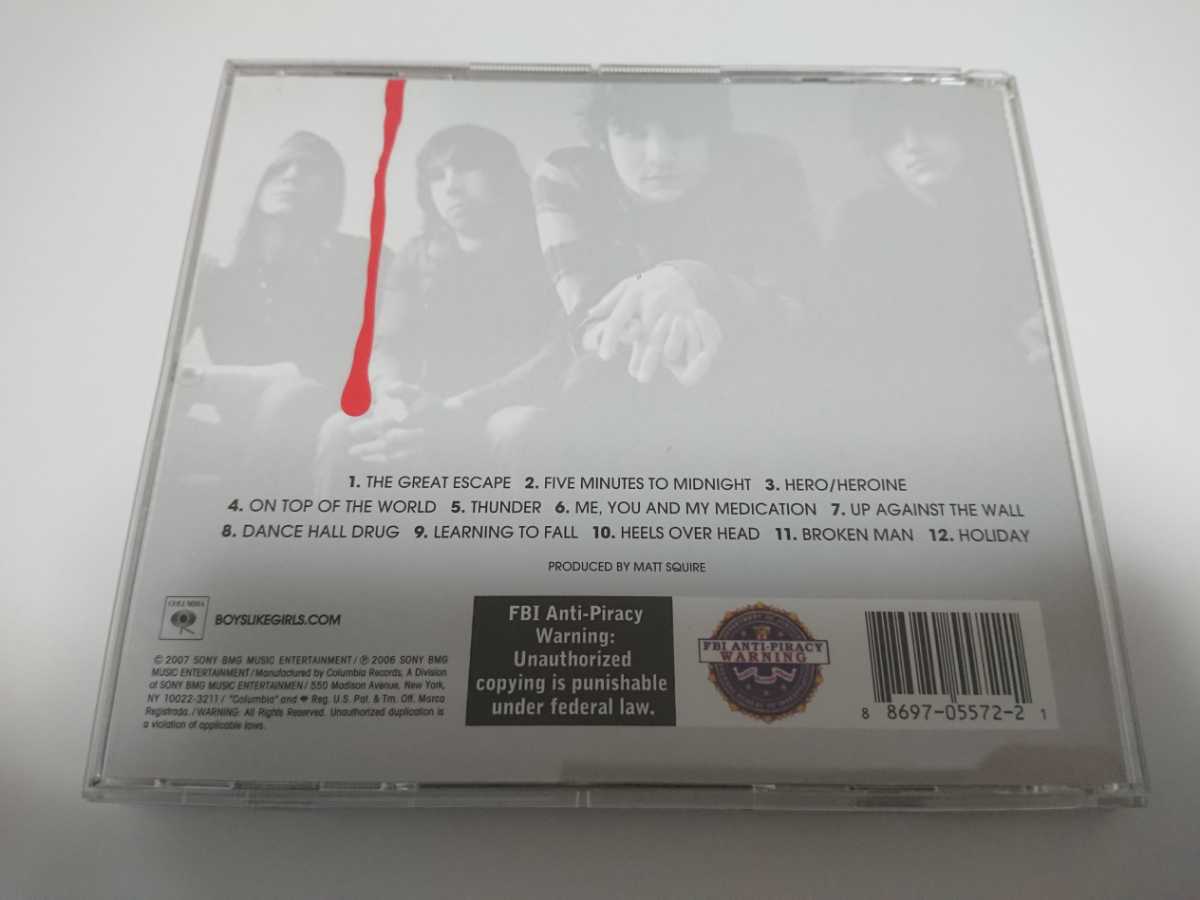 1. THE GREAT ESCAPE 2. FIVE MINUTES TO MIDNIGHT 3. HERO/HEROINE
4. ON TOP OF THE WORLD 5. THUNDER 6. ME, YOU AND MY MEDICATION 7. UP AGAINST THE WALL
8. DANCE HALL DRUG 9. LEARNING TO FALL 10. HEELS OVER HEAD 11. BROKEN MAN 12. HOLIDAY
PRODUCED BY MATT SQUIRE
COLUMBIA
BOYSLIKEGIRLS.COM
© 2007 SONY BMG MUSIC ENTERTAINMENT/℗ 2006 SONY BMG
MUSIC ENTERTAINMENT/Manufactured by Columbia Records, A Division
of SONY BMG MUSIC ENTERTAINMEN/550 Madison Avenue, New York,
NY 10022-3211/ "Columbia" and Reg. U.S. Pat. & Tm. Off. Marca
Registrada./WARNING: All Rights Reserved. Unauthorized duplication is
a violation of applicable laws.
FBI Anti-Piracy
Warning:
Unauthorized
copying is punishable
under federal law.
FBI ANTI-PIRACY
WARNING
8 8697-05572-2 1